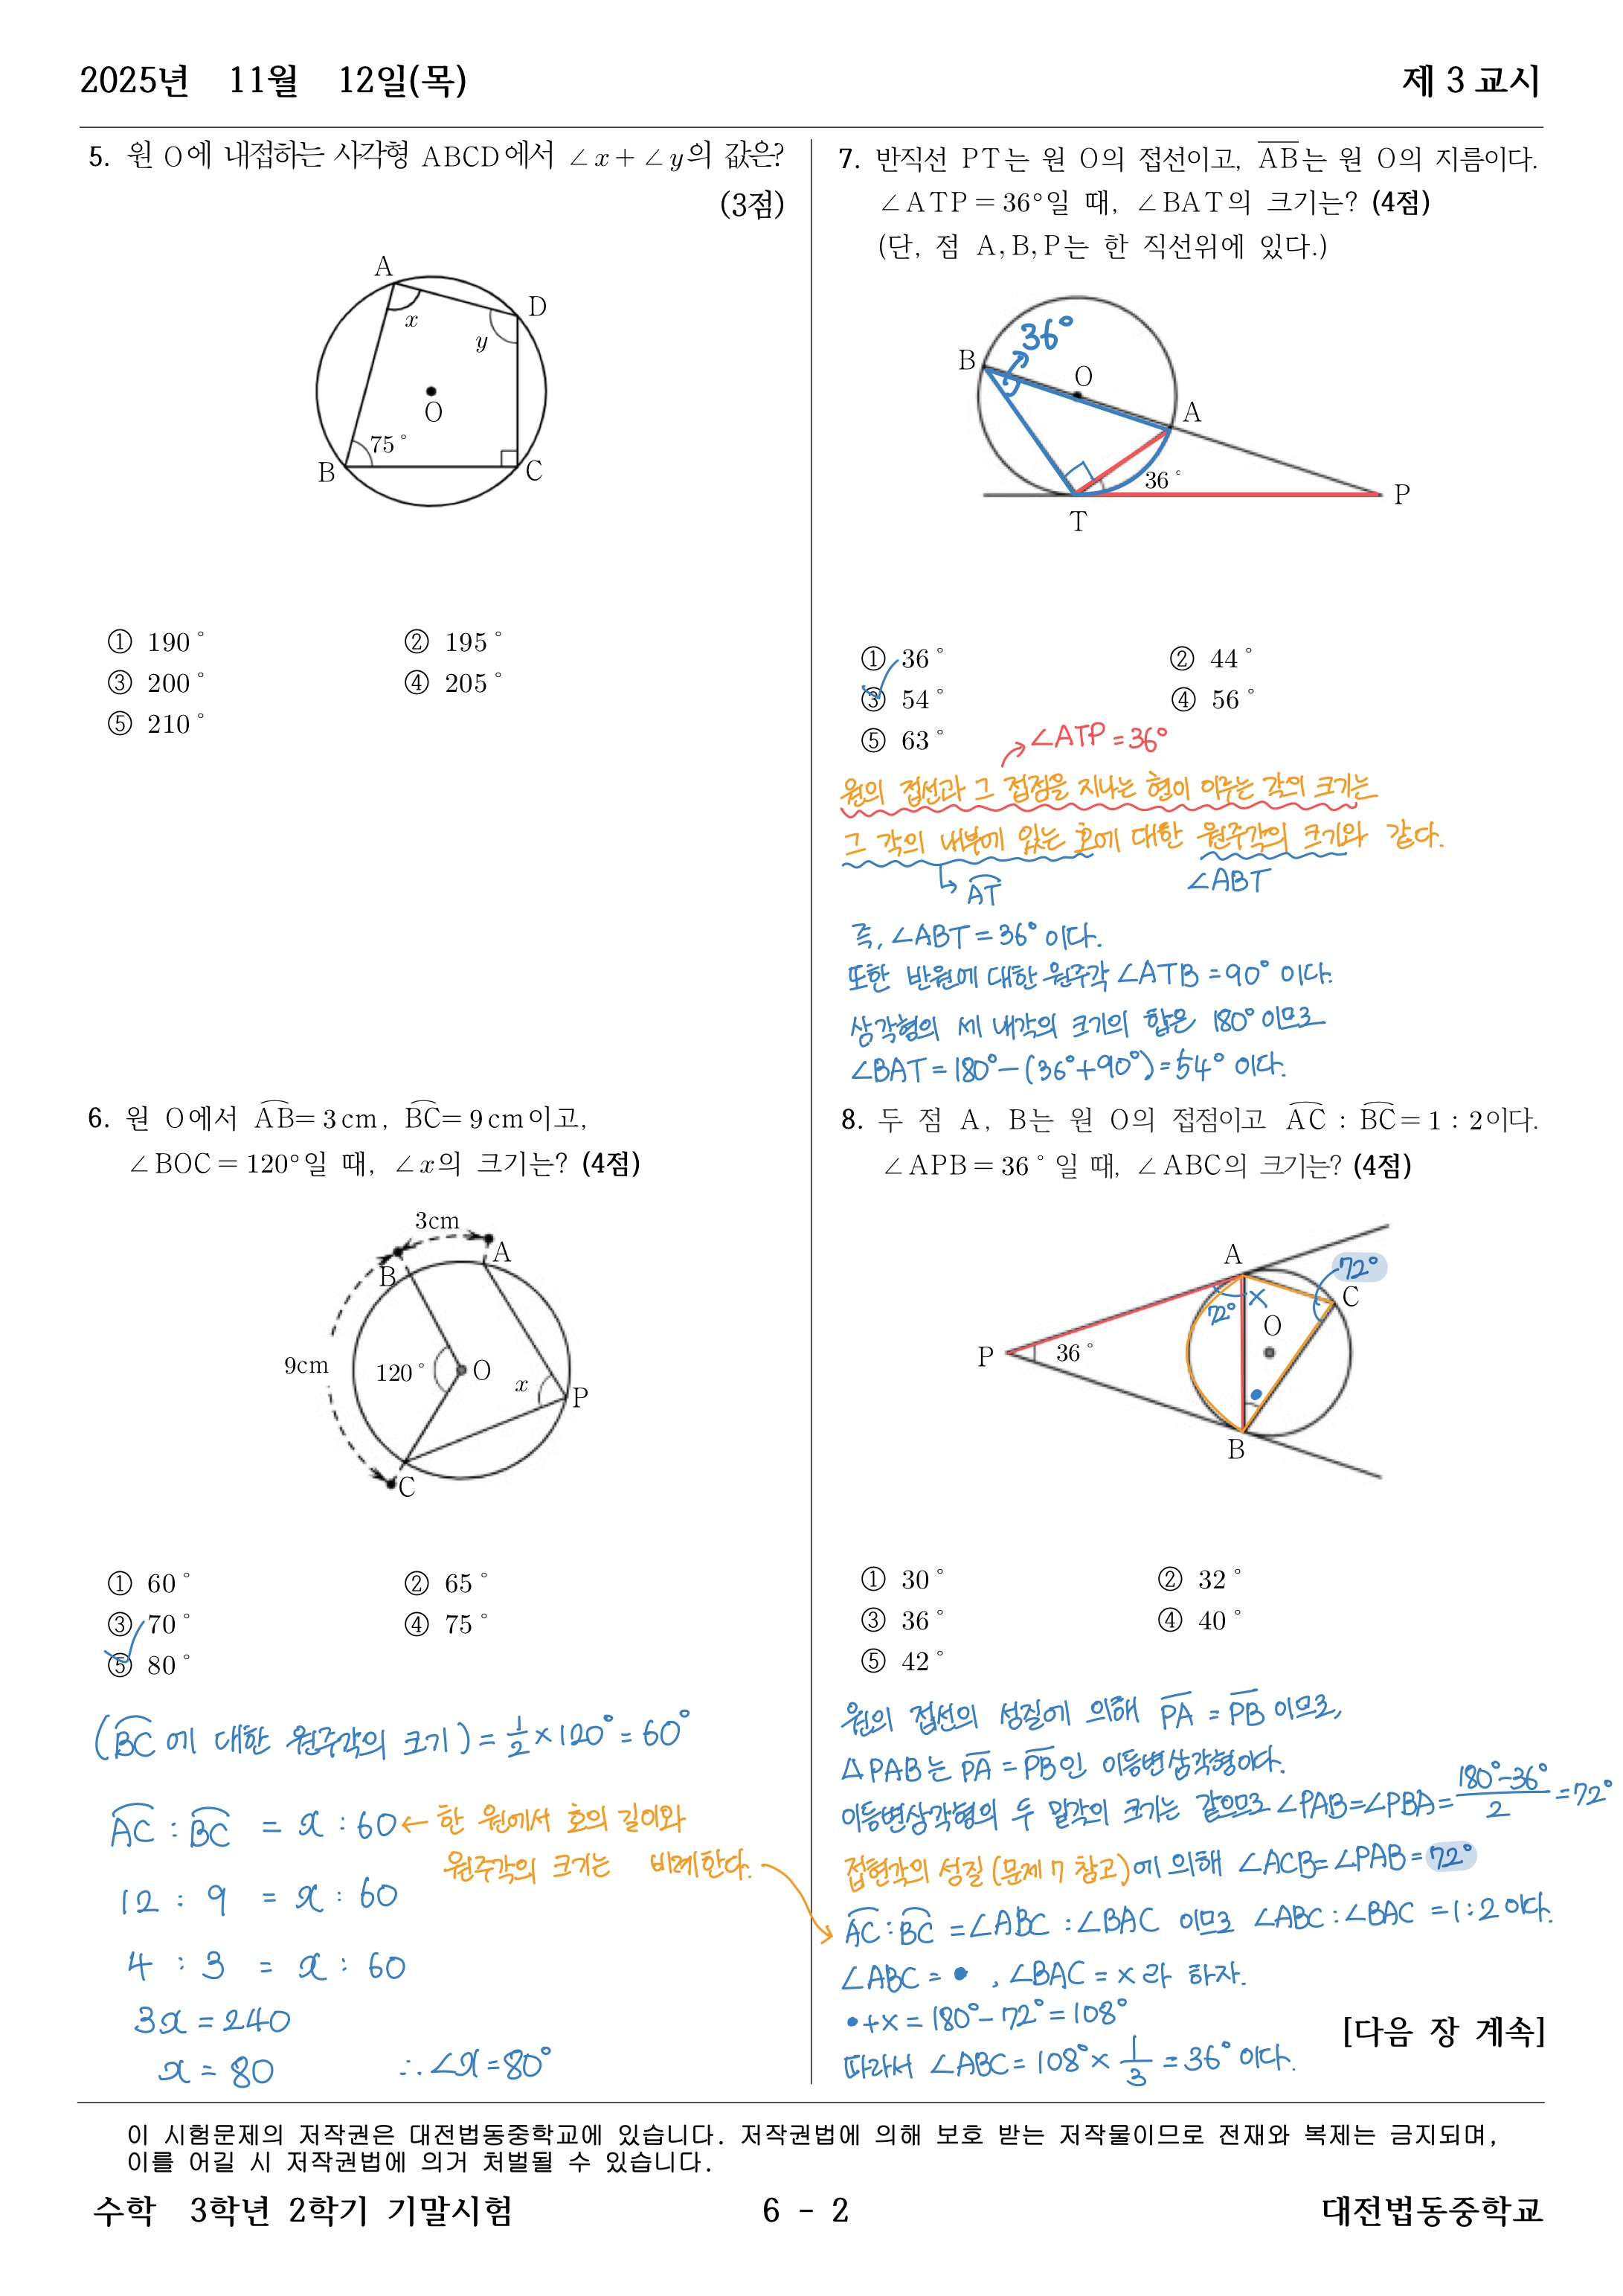 2025년 11월 12일(목)
제 3 교시
5. 원 O에 내접하는 사각형 ABCD에서 ∠x+∠y의 값은?
(3점)
A
D
x
y
O
75°
B
C
① 190° ② 195°
③ 200° ④ 205°
⑤ 210°
6. 원 O에서 A͡B=3cm, B͡C=9cm이고,
∠BOC=120°일 때, ∠x의 크기는? (4점)
3cm
A
B
9cm
120°
O
x
P
C
① 60° ② 65°
③ 70° ④ 75°
⑤ 80°
(B͡C에 대한 원주각의 크기)=½×120°=60°
A͡C : B͡C = x : 60 ← 한 원에서 호의 길이와
원주각의 크기는 비례한다.
12 : 9 = x : 60
4 : 3 = x : 60
3x = 240
x = 80 ∴ ∠x=80°
7. 반직선 PT는 원 O의 접선이고, A̅B̅는 원 O의 지름이다.
∠ATP=36°일 때, ∠BAT의 크기는? (4점)
(단, 점 A, B, P는 한 직선위에 있다.)
36°
B
O
A
36°
P
T
① 36° ② 44°
③ 54° ④ 56°
⑤ 63°
∠ATP=36°
원의 접선과 그 접점을 지나는 현이 이루는 각의 크기는
그 각의 내부에 있는 호에 대한 원주각의 크기와 같다.
A͡T ∠ABT
즉, ∠ABT=36°이다.
또한 반원에 대한 원주각 ∠ATB=90°이다.
삼각형의 세 내각의 크기의 합은 180°이므로
∠BAT=180°-(36°+90°)=54°이다.
8. 두 점 A, B는 원 O의 접점이고 A͡C : B͡C=1 : 2이다.
∠APB=36°일 때, ∠ABC의 크기는? (4점)
A
72°
C
72°
×
O
P
36°
B
① 30° ② 32°
③ 36° ④ 40°
⑤ 42°
원의 접선의 성질에 의해 P̅A̅=P̅B̅이므로,
△PAB는 P̅A̅=P̅B̅인 이등변삼각형이다.
이등변삼각형의 두 밑각의 크기는 같으므로 ∠PAB=∠PBA=(180°-36°)/2=72°
접현각의 성질(문제 7 참고)에 의해 ∠ACB=∠PAB=72°
A͡C : B͡C=∠ABC : ∠BAC 이므로 ∠ABC : ∠BAC=1 : 2이다.
∠ABC=•, ∠BAC=×라 하자.
•+×=180°-72°=108°
따라서 ∠ABC=108°×1/3=36°이다.
[다음 장 계속]
이 시험문제의 저작권은 대전법동중학교에 있습니다. 저작권법에 의해 보호 받는 저작물이므로 전재와 복제는 금지되며,
이를 어길 시 저작권법에 의거 처벌될 수 있습니다.
수학 3학년 2학기 기말시험
6 - 2
대전법동중학교